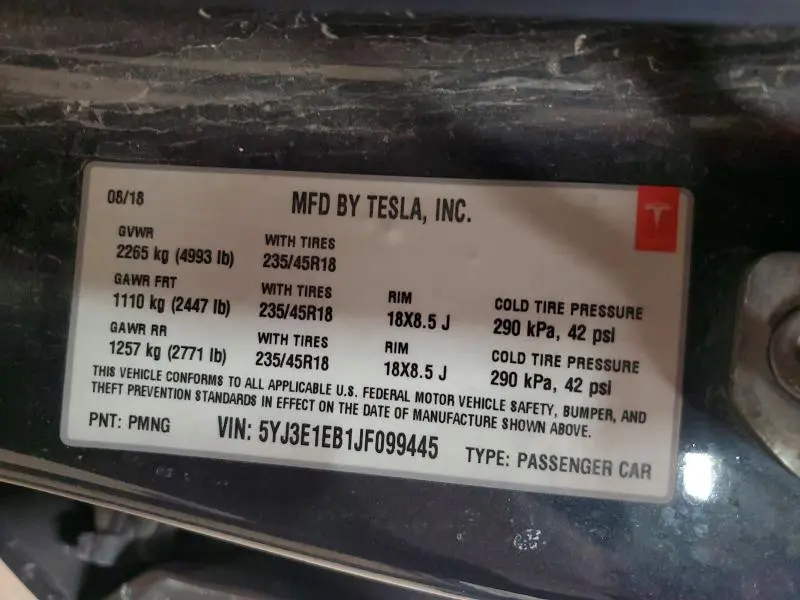 08/18
MFD BY TESLA, INC.
GVWR
2265 kg (4993 lb)
WITH TIRES
235/45R18
GAWR FRT
1110 kg (2447 lb)
WITH TIRES
235/45R18
RIM
18X8.5 J
COLD TIRE PRESSURE
290 kPa, 42 psi
GAWR RR
1257 kg (2771 lb)
WITH TIRES
235/45R18
RIM
18X8.5 J
COLD TIRE PRESSURE
290 kPa, 42 psi
THIS VEHICLE CONFORMS TO ALL APPLICABLE U.S. FEDERAL MOTOR VEHICLE SAFETY, BUMPER, AND
THEFT PREVENTION STANDARDS IN EFFECT ON THE DATE OF MANUFACTURE SHOWN ABOVE.
PNT: PMNG
VIN: 5YJ3E1EB1JF099445
TYPE: PASSENGER CAR